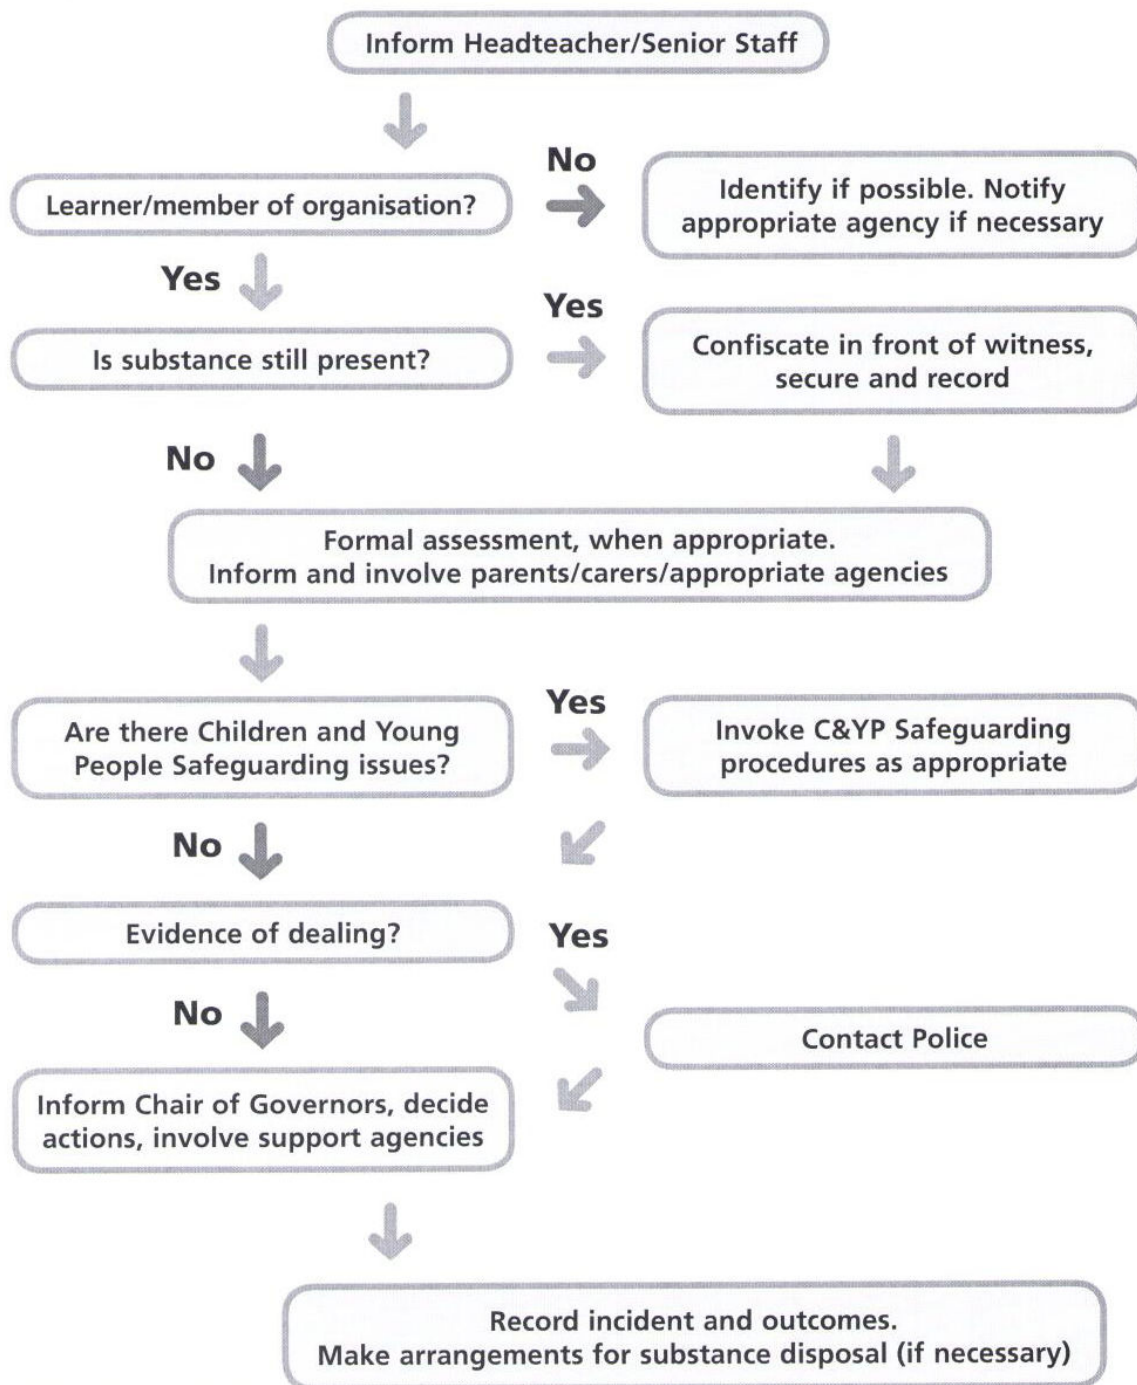 Inform Headteacher/Senior Staff
No
Learner/member of organisation?
Identify if possible. Notify
appropriate agency if necessary
Yes
Yes
Is substance still present?
Confiscate in front of witness,
secure and record
No
Formal assessment, when appropriate.
Inform and involve parents/carers/appropriate agencies
Are there Children and Young
People Safeguarding issues?
Yes
Invoke C&YP Safeguarding
procedures as appropriate
No
Evidence of dealing?
Yes
No
Contact Police
Inform Chair of Governors, decide
actions, involve support agencies
Record incident and outcomes.
Make arrangements for substance disposal (if necessary)